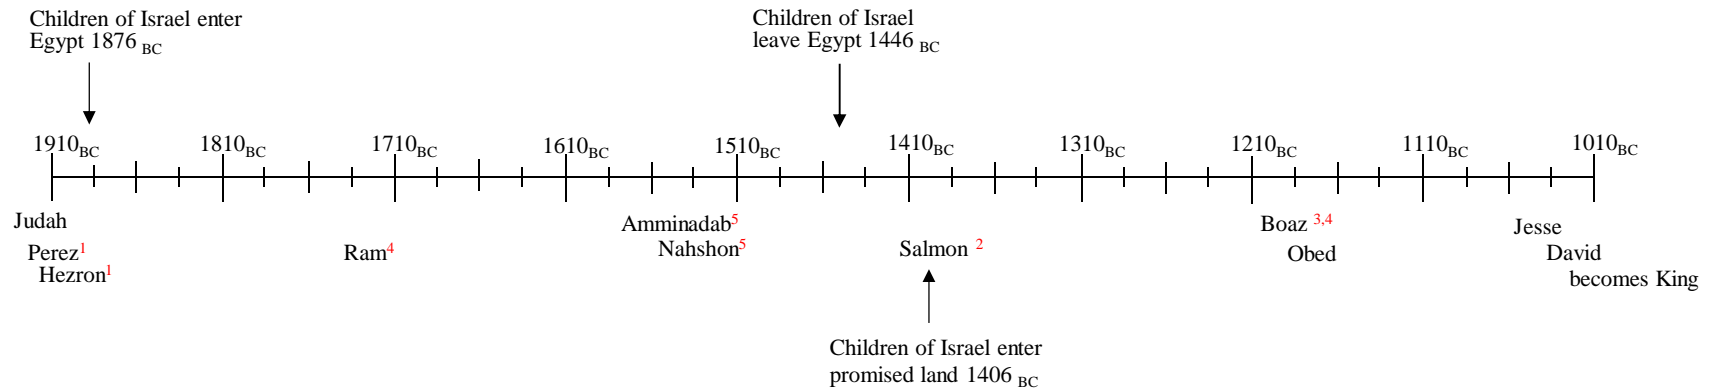 Children of Israel enter
Egypt 1876 BC
Children of Israel
leave Egypt 1446 BC
1910BC 1810BC 1710BC 1610BC 1510BC 1410BC 1310BC 1210BC 1110BC 1010BC
Judah Amminadab5 Boaz 3,4 Jesse
Perez1 Ram4 Nahshon5 Salmon 2 Obed David
Hezron1 becomes King
Children of Israel enter
promised land 1406 BC